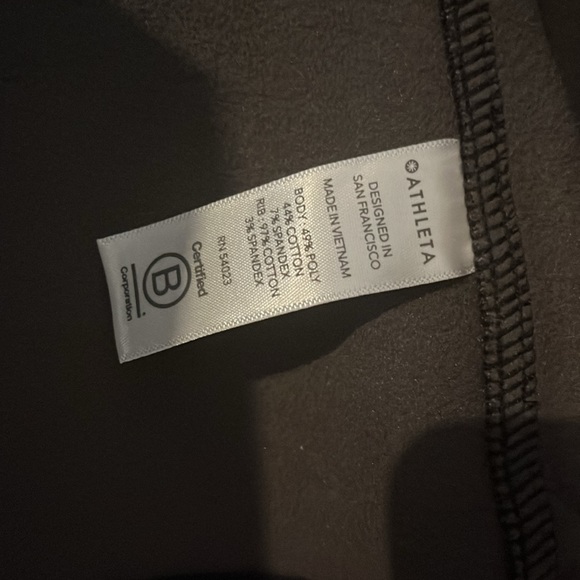 ATHLETA
DESIGNED IN
SAN FRANCISCO
MADE IN VIETNAM
BODY: 49% POLY
44% COTTON
7% SPANDEX
RIB: 97% COTTON
3% SPANDEX
RN 54023
Certified
B
Corporation